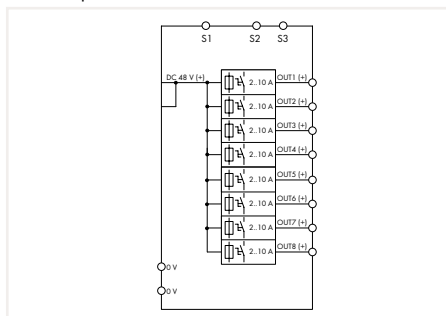 S1 S2 S3
DC 48 V (+) 2..10 A OUT1 (+)
2..10 A OUT2 (+)
2..10 A OUT3 (+)
2..10 A OUT4 (+)
2..10 A OUT5 (+)
2..10 A OUT6 (+)
2..10 A OUT7 (+)
2..10 A OUT8 (+)
0 V
0 V